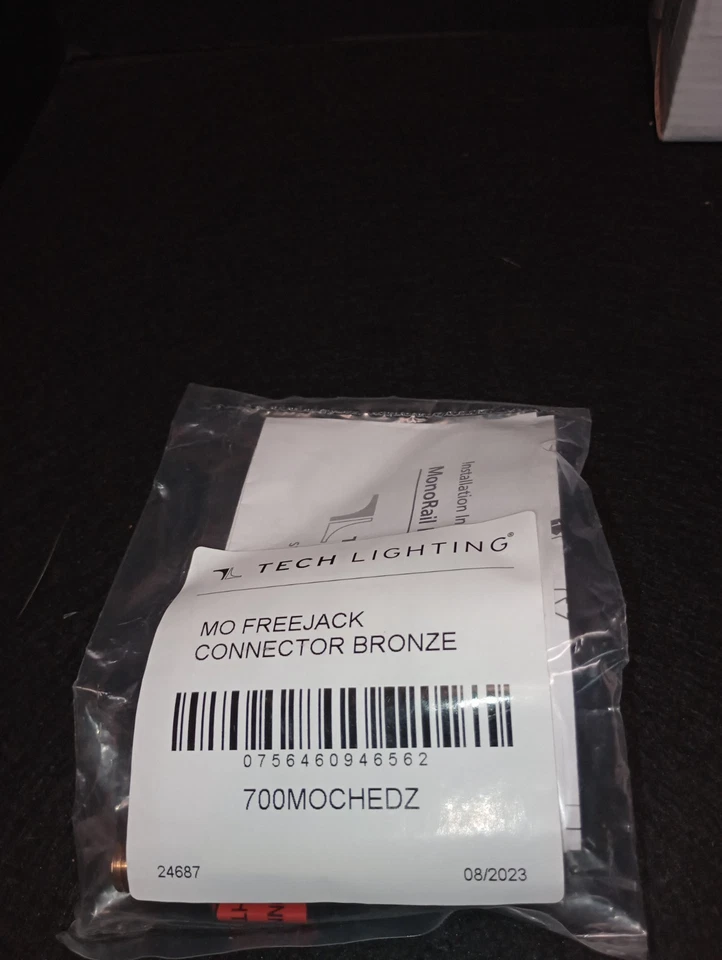 Installation In
MonoRail
TECH LIGHTING®
MO FREEJACK
CONNECTOR BRONZE
0756460946562
700MOCHEDZ
24687
08/2023